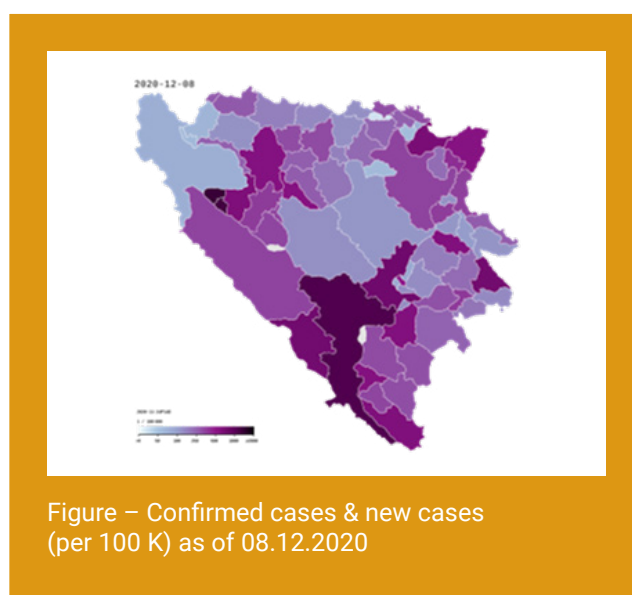 2020-12-08
Figure – Confirmed cases & new cases
(per 100 K) as of 08.12.2020